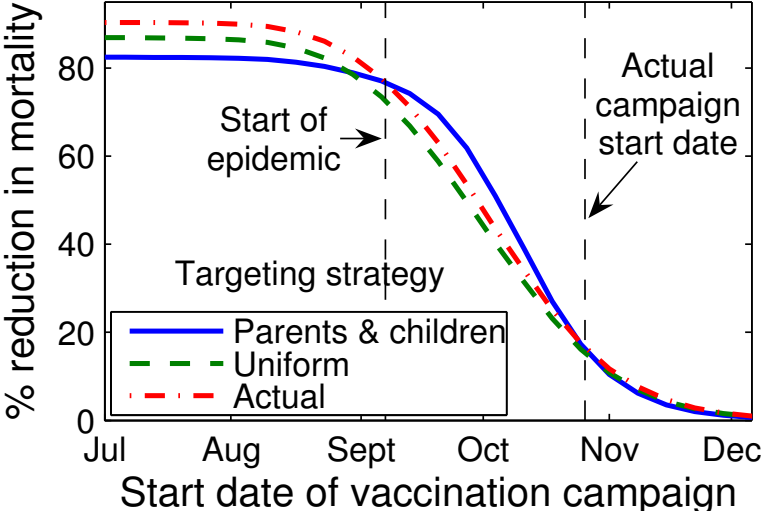 % reduction in mortality
80
60
40
20
0
Start of
epidemic
Actual
campaign
start date
Targeting strategy
Parents & children
Uniform
Actual
Jul Aug Sept Oct Nov Dec
Start date of vaccination campaign